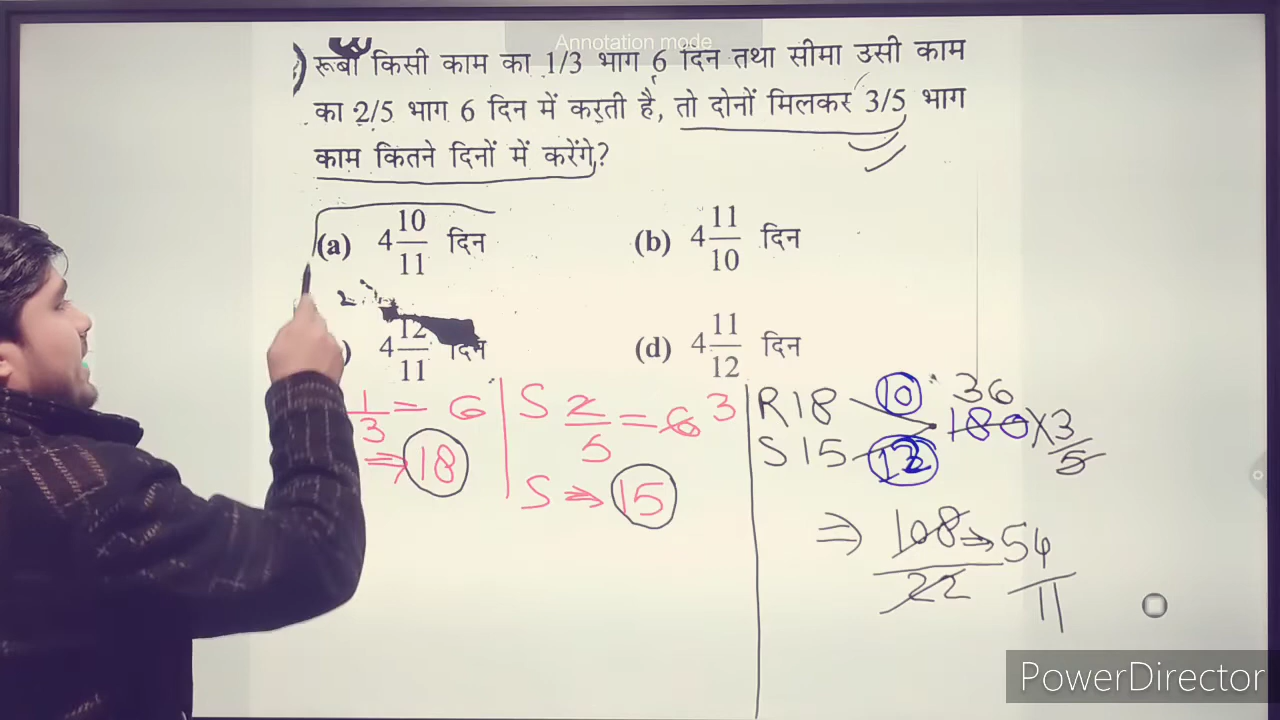 Annotation mode
रूबी किसी काम का 1/3 भाग 6 दिन तथा सीमा उसी काम
का 2/5 भाग 6 दिन में करती है, तो दोनों मिलकर 3/5 भाग
काम कितने दिनों में करेंगे?
(a) 4 10/11 दिन (b) 4 11/10 दिन
4 12/11 दिन (d) 4 11/12 दिन
1/3 = 6
⇒ 18
S 2/5 = 6 3
S ⇒ 15
R 18 10 36
S 15 12 180 × 3/5
⇒ 108/22 ⇒ 54/11
PowerDirector